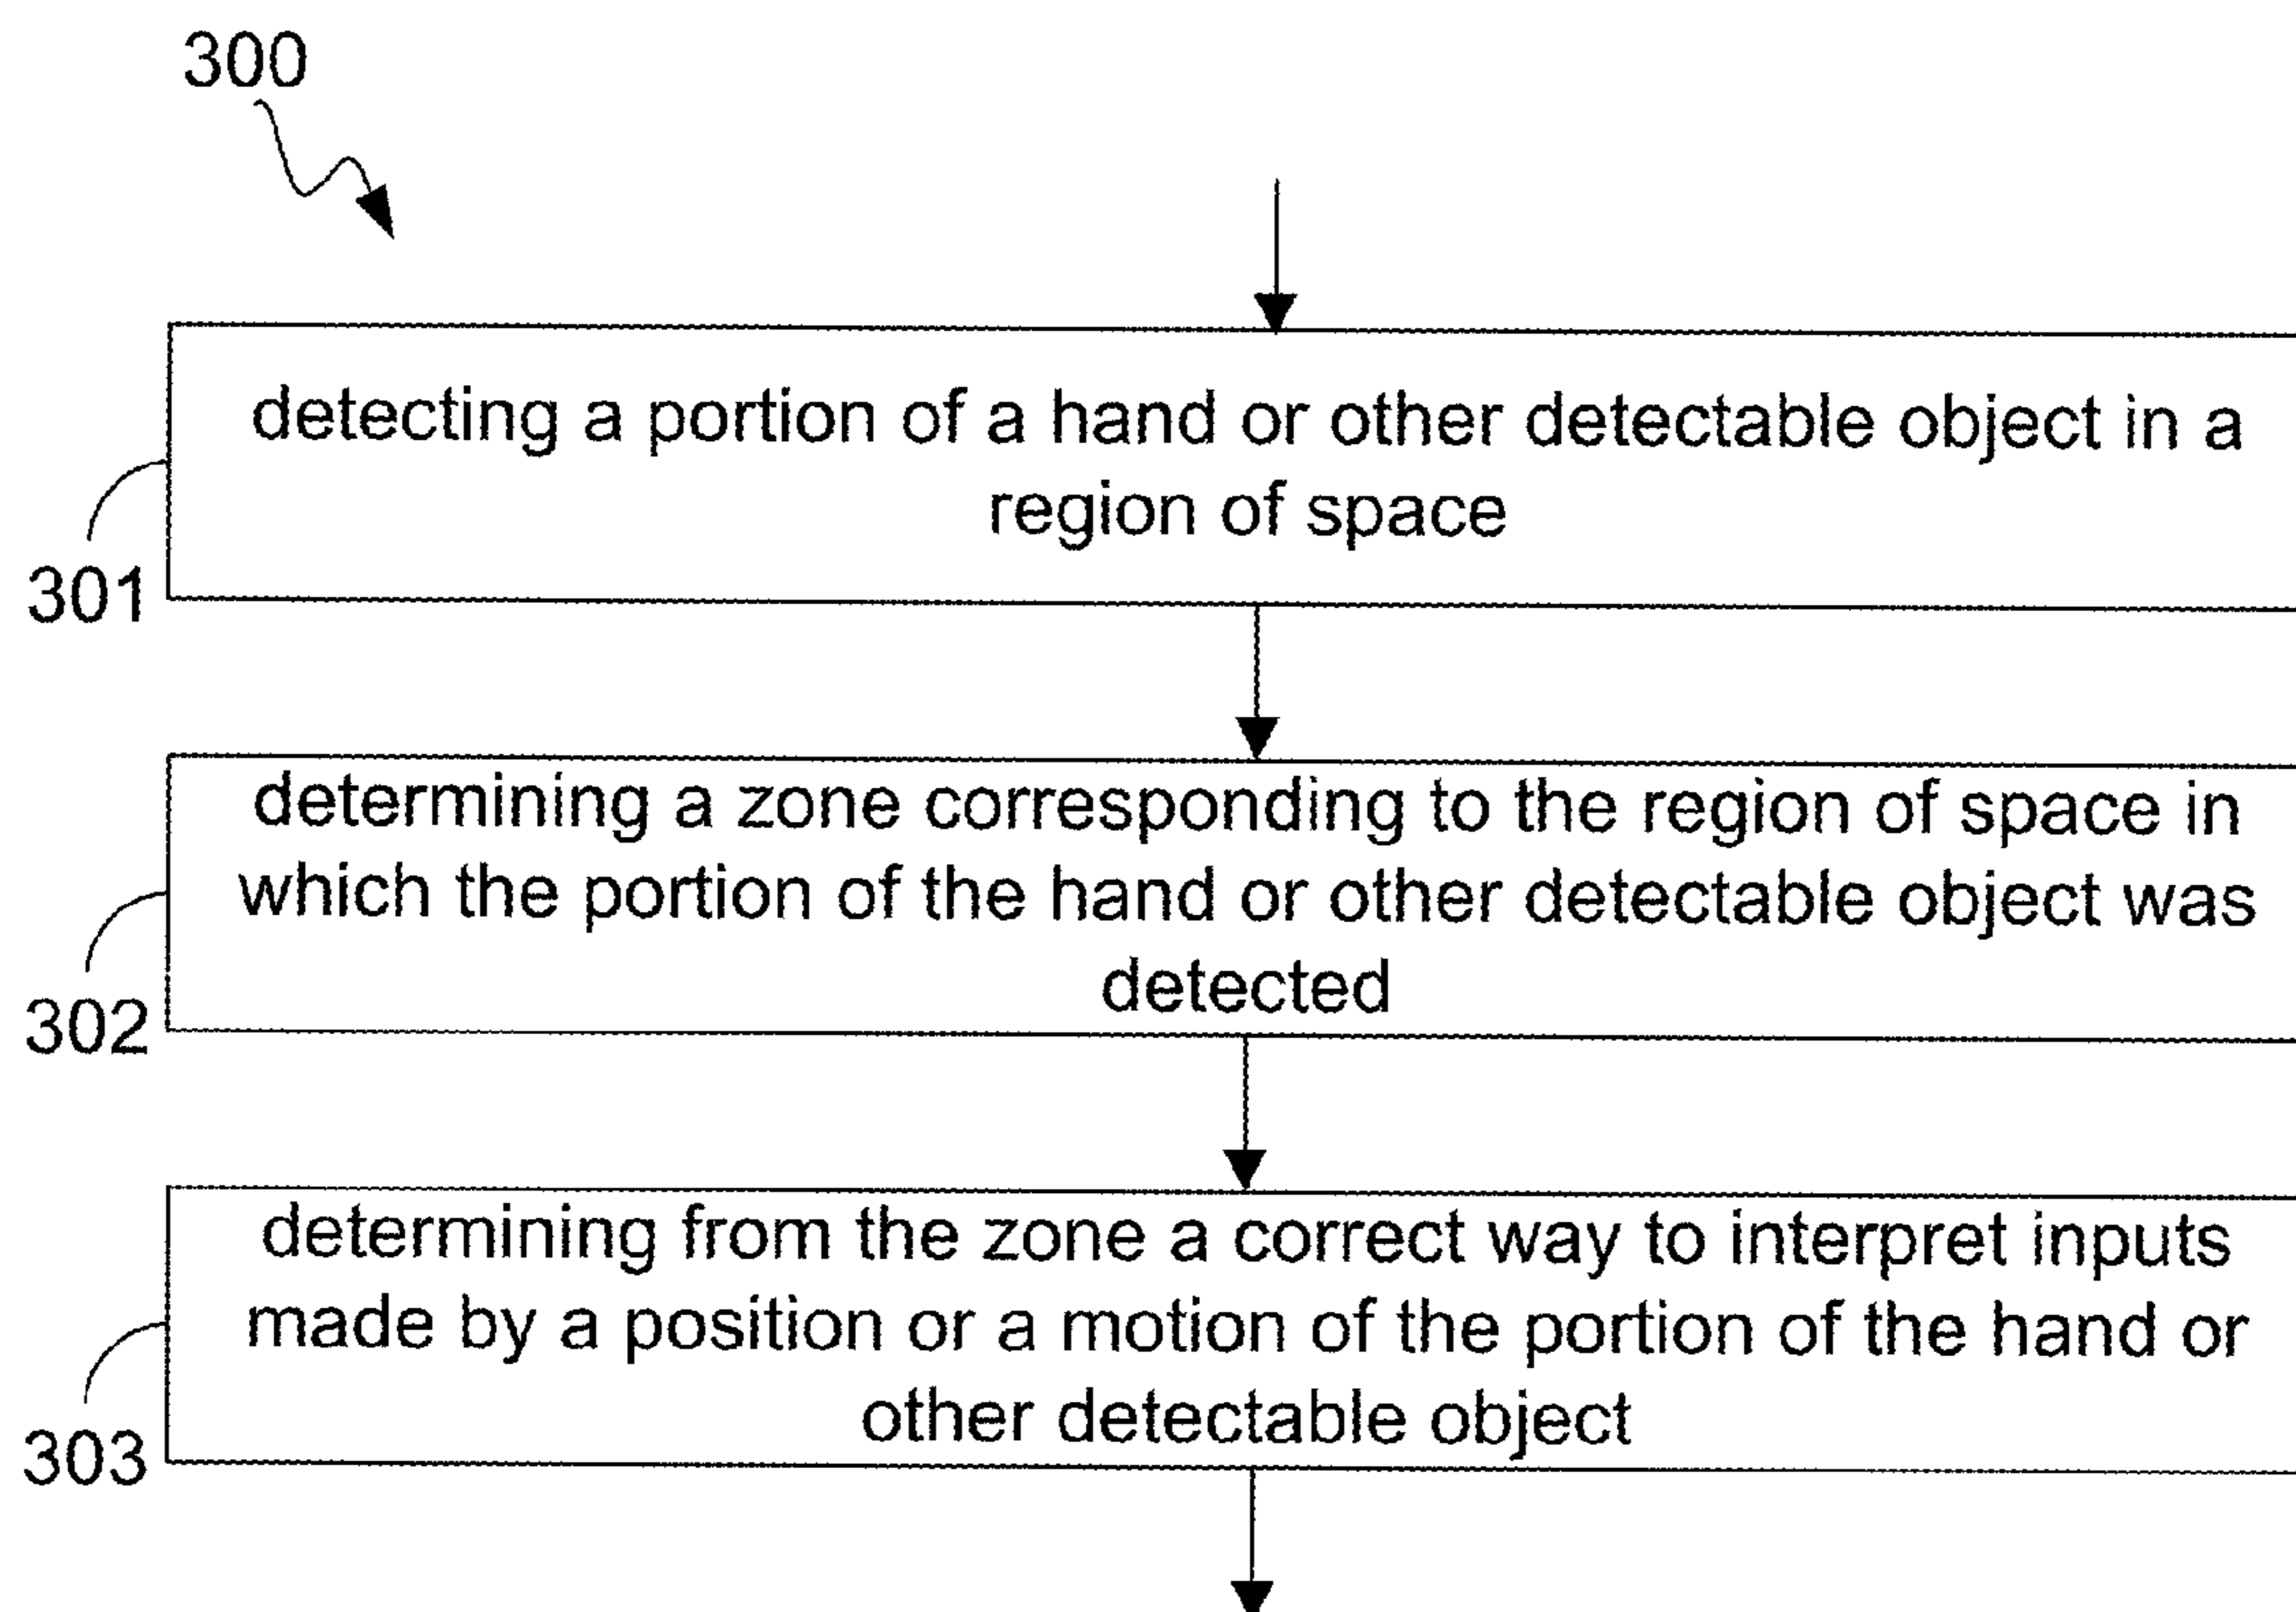 300
detecting a portion of a hand or other detectable object in a
region of space
301
determining a zone corresponding to the region of space in
which the portion of the hand or other detectable object was
detected
302
determining from the zone a correct way to interpret inputs
made by a position or a motion of the portion of the hand or
other detectable object
303